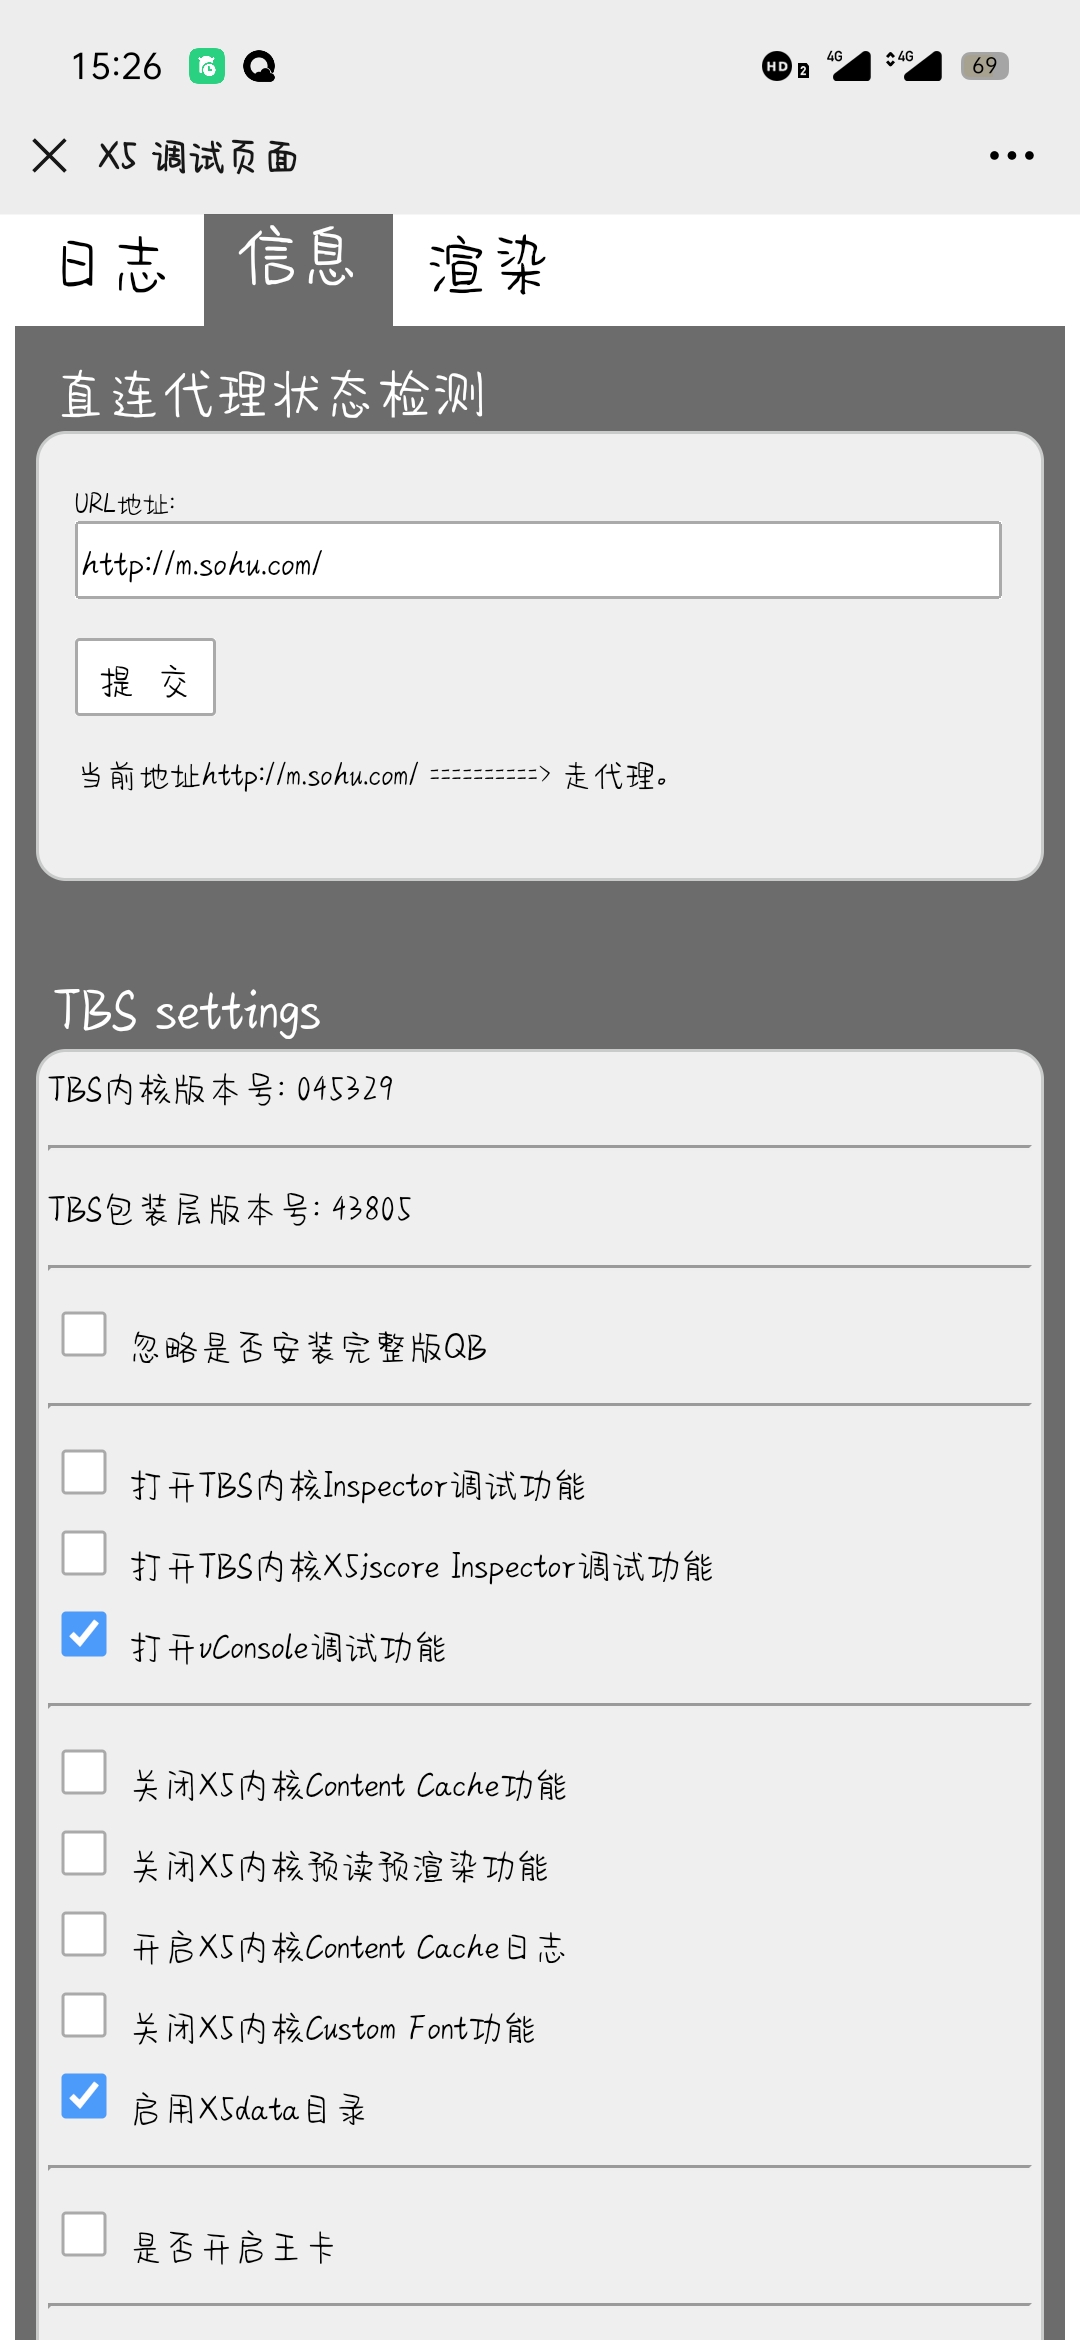 15:26
HD 2 4G 4G 69
X5 调试页面
日志 信息 渲染
直连代理状态检测
URL地址:
http://m.sohu.com/
提 交
当前地址http://m.sohu.com/ ==========> 走代理。
TBS settings
TBS内核版本号: 045329
TBS包装层版本号: 43805
忽略是否安装完整版QB
打开TBS内核Inspector调试功能
打开TBS内核X5jscore Inspector调试功能
打开vConsole调试功能
关闭X5内核Content Cache功能
关闭X5内核预读预渲染功能
开启X5内核Content Cache日志
关闭X5内核Custom Font功能
启用X5data目录
是否开启王卡